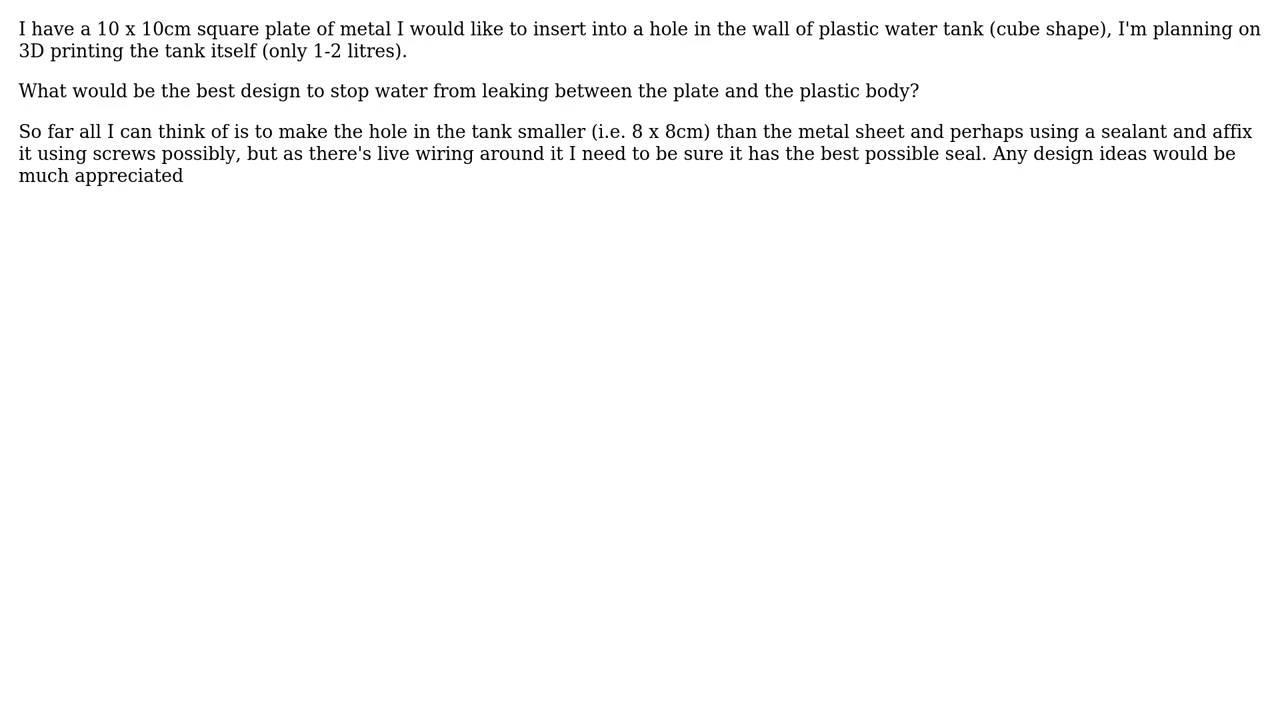 I have a 10 x 10cm square plate of metal I would like to insert into a hole in the wall of plastic water tank (cube shape), I'm planning on
3D printing the tank itself (only 1-2 litres).
What would be the best design to stop water from leaking between the plate and the plastic body?
So far all I can think of is to make the hole in the tank smaller (i.e. 8 x 8cm) than the metal sheet and perhaps using a sealant and affix
it using screws possibly, but as there's live wiring around it I need to be sure it has the best possible seal. Any design ideas would be
much appreciated